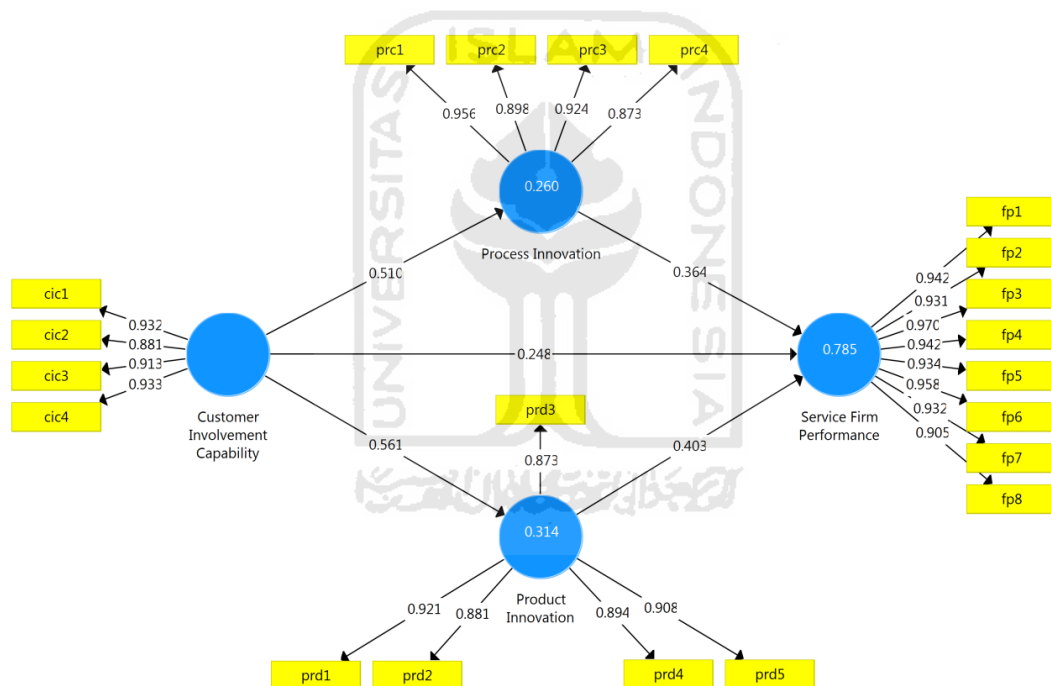 ISLAM
UNIVERSITAS
INDONESIA
prc1
prc2
prc3
prc4
0.956
0.898
0.924
0.873
0.260
Process Innovation
0.510
0.364
cic1
cic2
cic3
cic4
0.932
0.881
0.913
0.933
Customer
Involvement
Capability
0.248
0.561
0.403
prd3
0.873
0.314
Product
Innovation
0.921
0.881
0.894
0.908
prd1
prd2
prd4
prd5
0.785
Service Firm
Performance
0.942
0.931
0.970
0.942
0.934
0.958
0.932
0.905
fp1
fp2
fp3
fp4
fp5
fp6
fp7
fp8